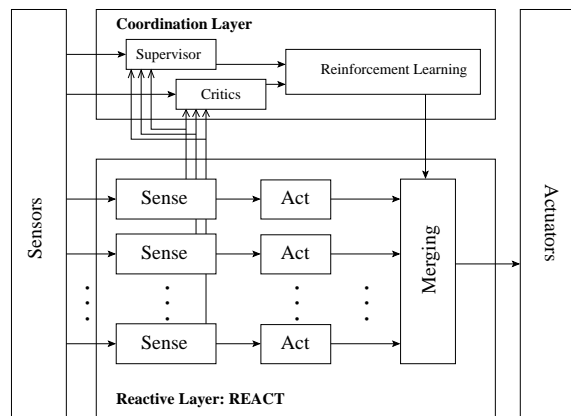 Coordination Layer
Supervisor
Reinforcement Learning
Critics
Sensors
Sense
Act
Sense
Act
Sense
Act
Merging
Actuators
Reactive Layer: REACT